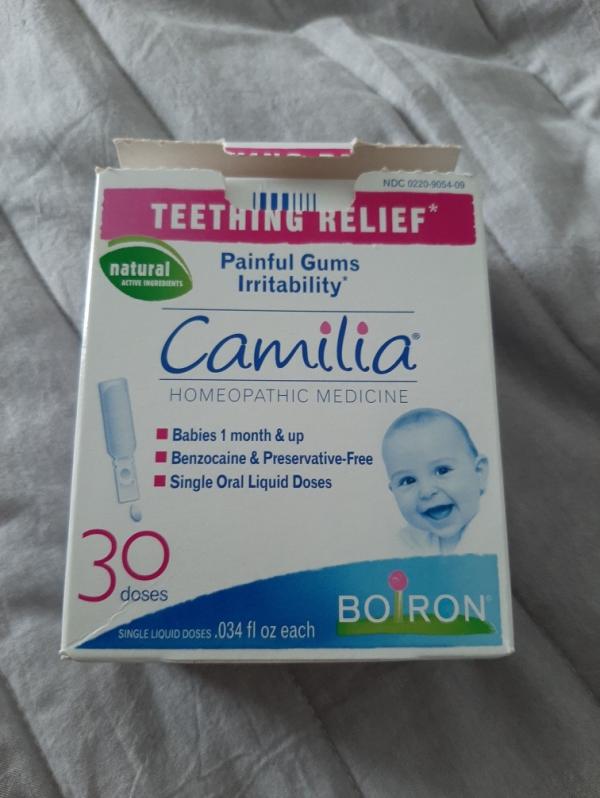 NDC 0220-9054-09
TEETHING RELIEF*
natural
ACTIVE INGREDIENTS
Painful Gums
Irritability*
Camilia®
HOMEOPATHIC MEDICINE
Babies 1 month & up
Benzocaine & Preservative-Free
Single Oral Liquid Doses
30
doses
SINGLE LIQUID DOSES .034 fl oz each
BOIRON®